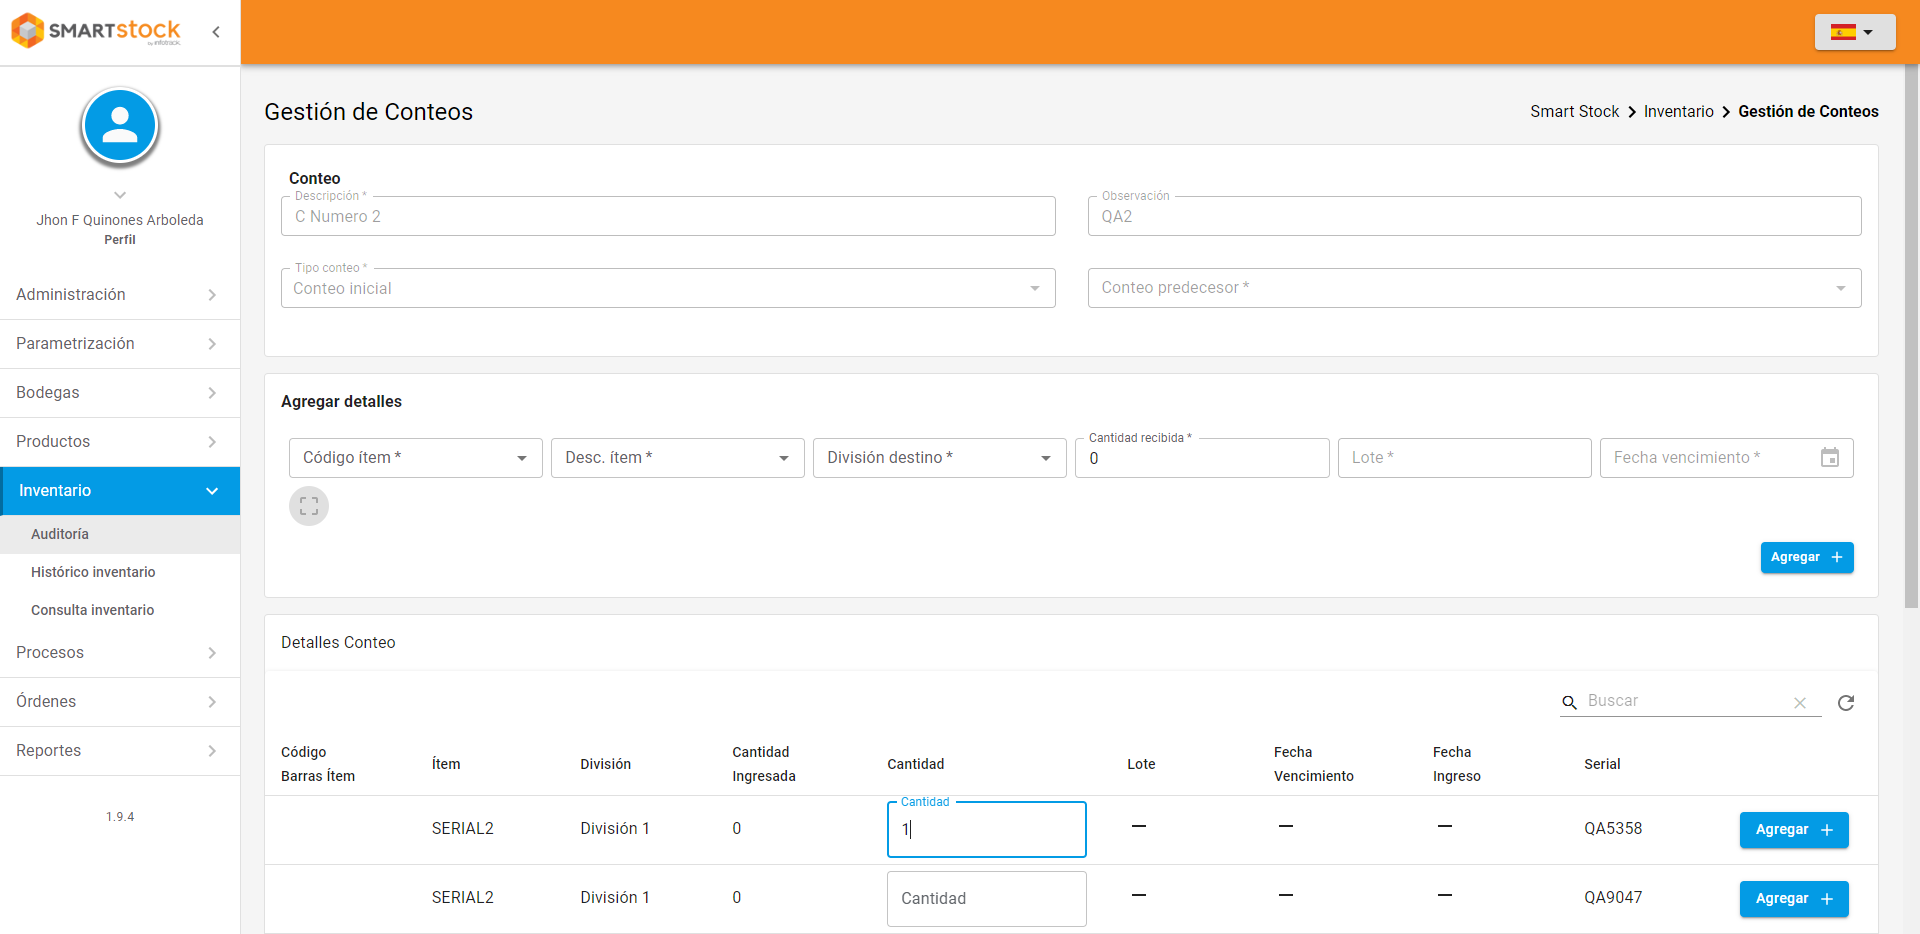 SMARTSTOCK
by infotrack.
Jhon F Quinones Arboleda
Perfil
Administración
Parametrización
Bodegas
Productos
Inventario
Auditoría
Histórico inventario
Consulta inventario
Procesos
Órdenes
Reportes
1.9.4
Gestión de Conteos
Smart Stock > Inventario > Gestión de Conteos
Conteo
Descripción *
C Numero 2
Observación
QA2
Tipo conteo *
Conteo inicial
Conteo predecesor *
Agregar detalles
Código ítem *
Desc. ítem *
División destino *
Cantidad recibida *
0
Lote *
Fecha vencimiento *
Agregar +
Detalles Conteo
Buscar
Código Barras Ítem
Ítem
División
Cantidad Ingresada
Cantidad
Lote
Fecha Vencimiento
Fecha Ingreso
Serial
SERIAL2
División 1
0
Cantidad
1
—
—
—
QA5358
Agregar +
SERIAL2
División 1
0
Cantidad
—
—
—
QA9047
Agregar +